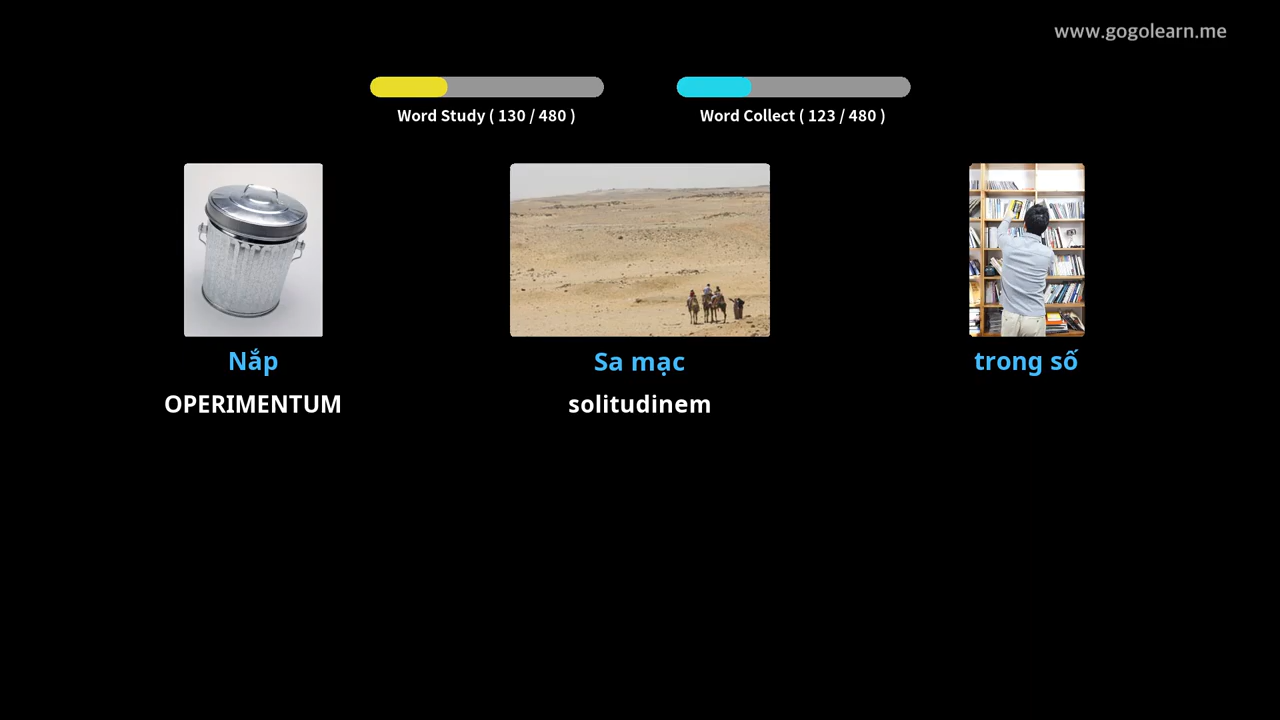 www.gogolearn.me
Word Study ( 130 / 480 )
Word Collect ( 123 / 480 )
Nắp
Sa mạc
trong số
OPERIMENTUM
solitudinem